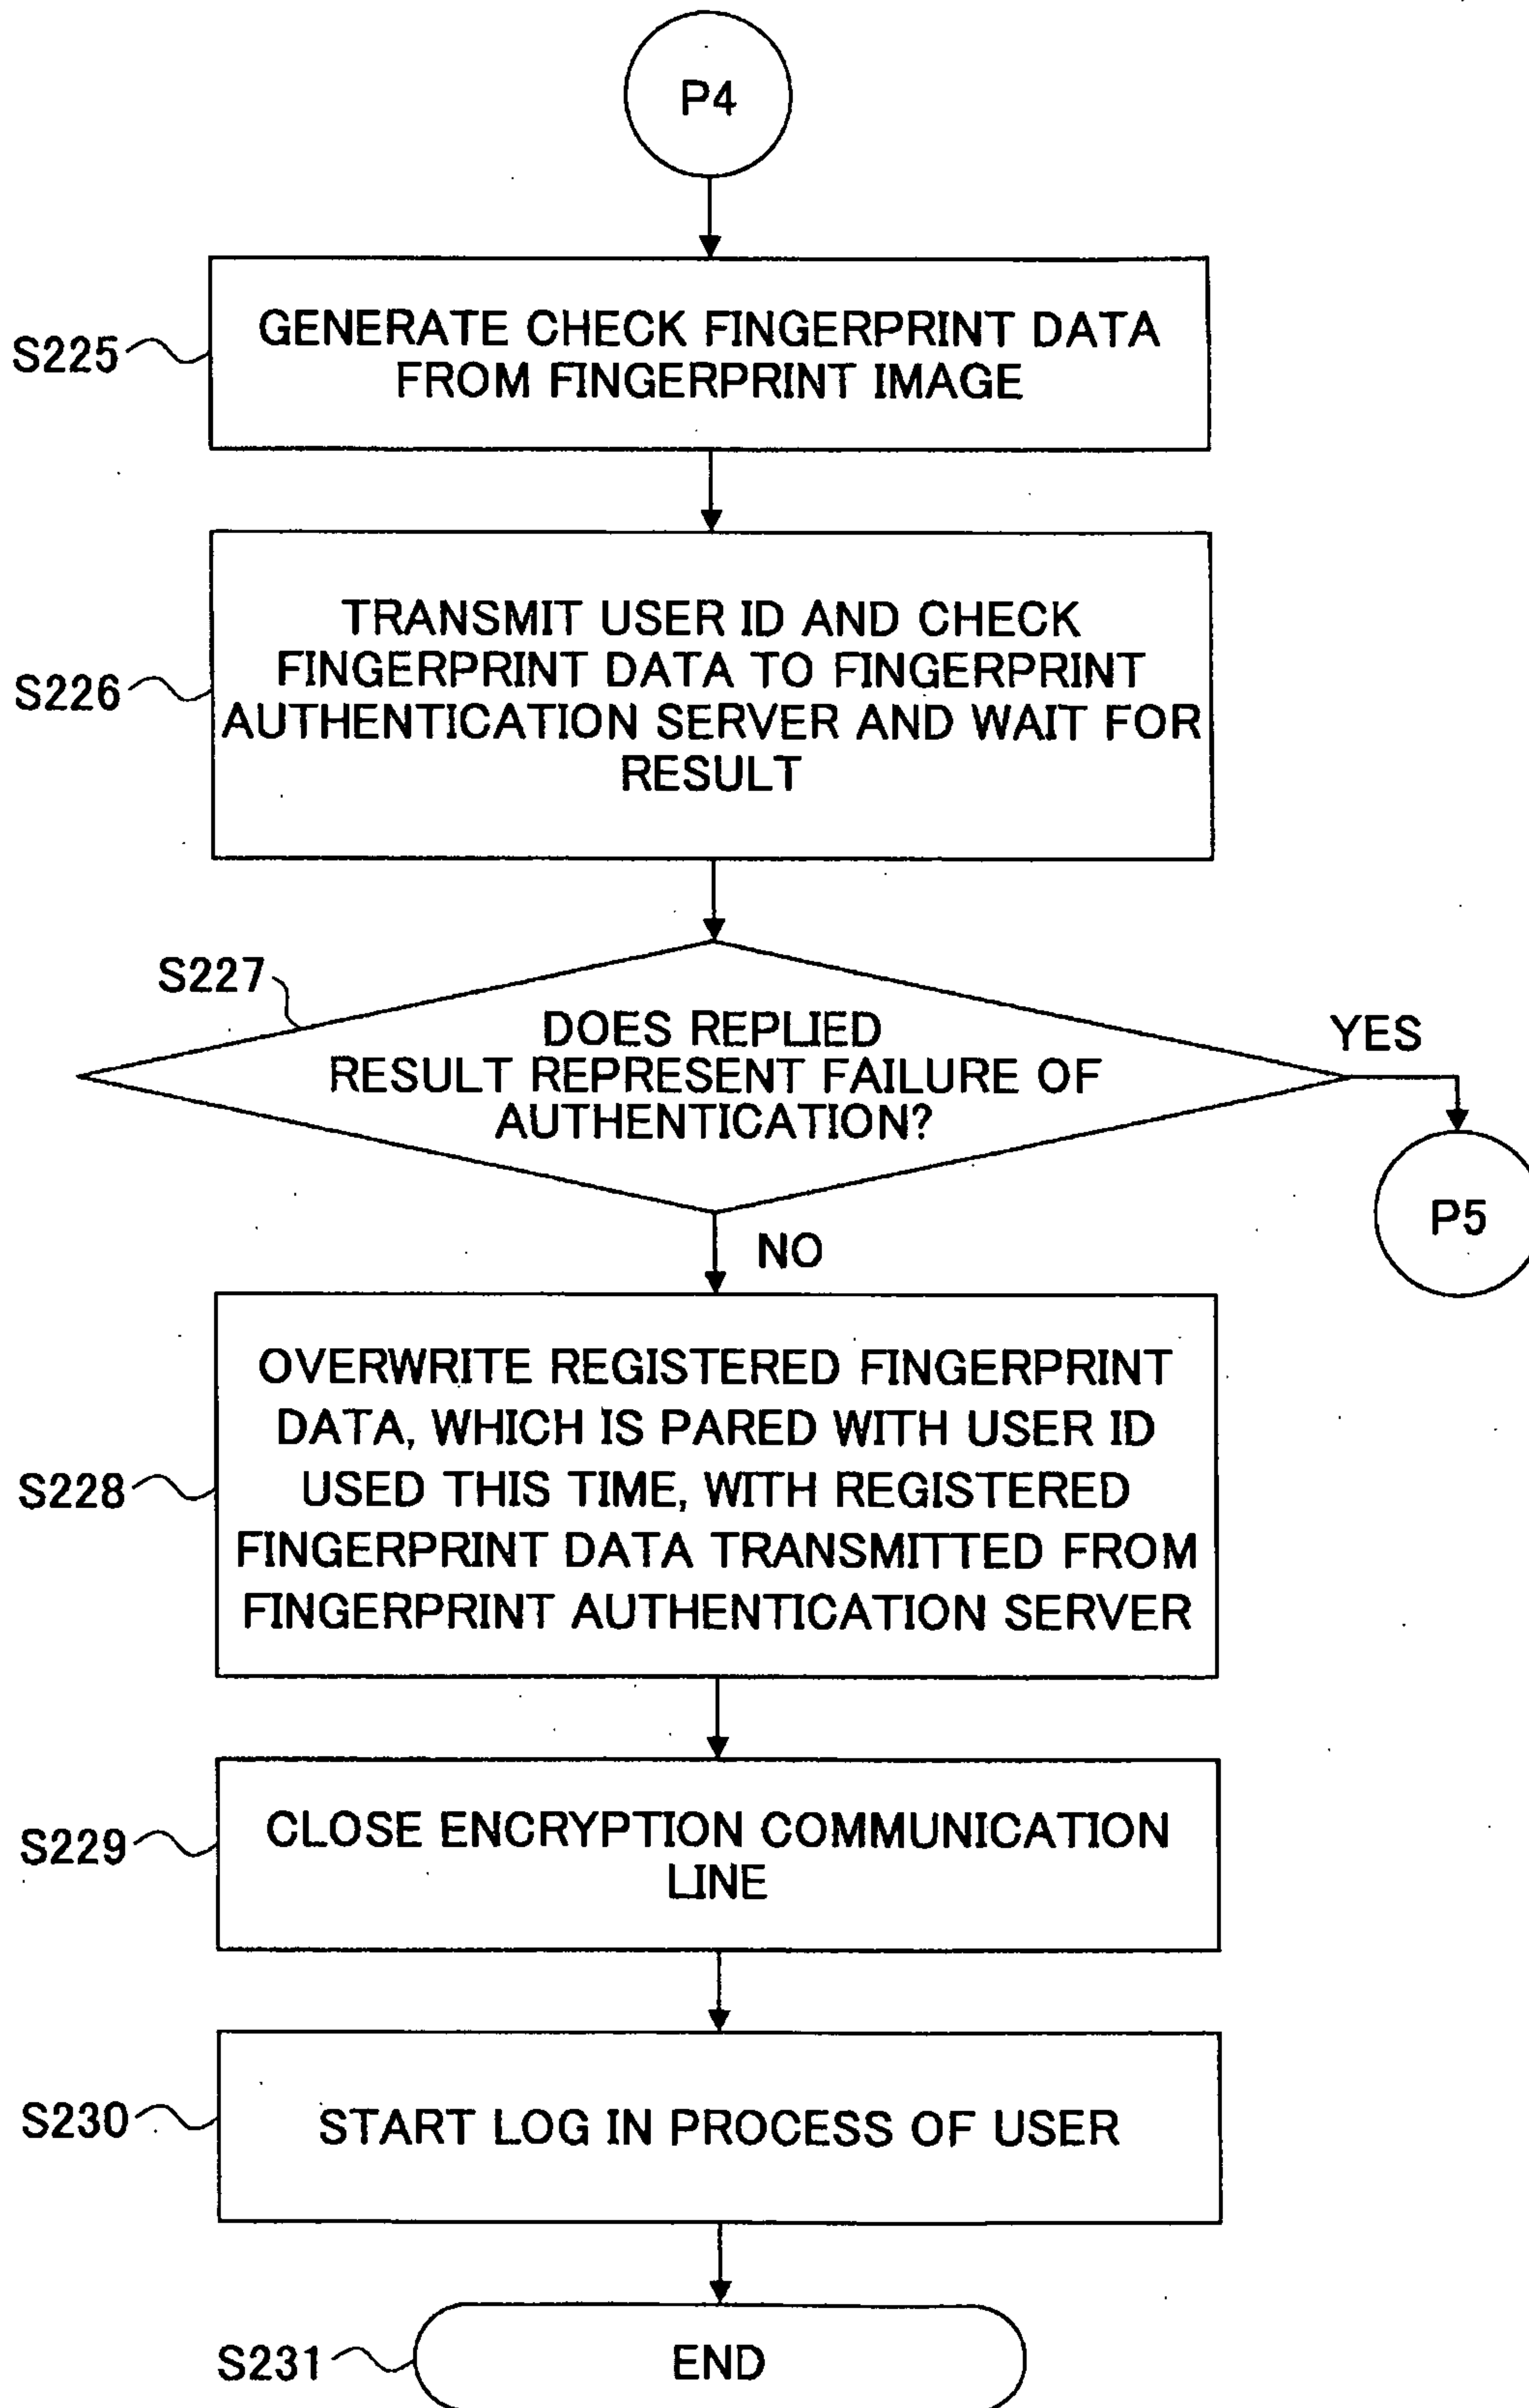 P4
S225
GENERATE CHECK FINGERPRINT DATA
FROM FINGERPRINT IMAGE
S226
TRANSMIT USER ID AND CHECK
FINGERPRINT DATA TO FINGERPRINT
AUTHENTICATION SERVER AND WAIT FOR
RESULT
S227
DOES REPLIED
RESULT REPRESENT FAILURE OF
AUTHENTICATION?
YES
P5
NO
S228
OVERWRITE REGISTERED FINGERPRINT
DATA, WHICH IS PARED WITH USER ID
USED THIS TIME, WITH REGISTERED
FINGERPRINT DATA TRANSMITTED FROM
FINGERPRINT AUTHENTICATION SERVER
S229
CLOSE ENCRYPTION COMMUNICATION
LINE
S230
START LOG IN PROCESS OF USER
S231
END